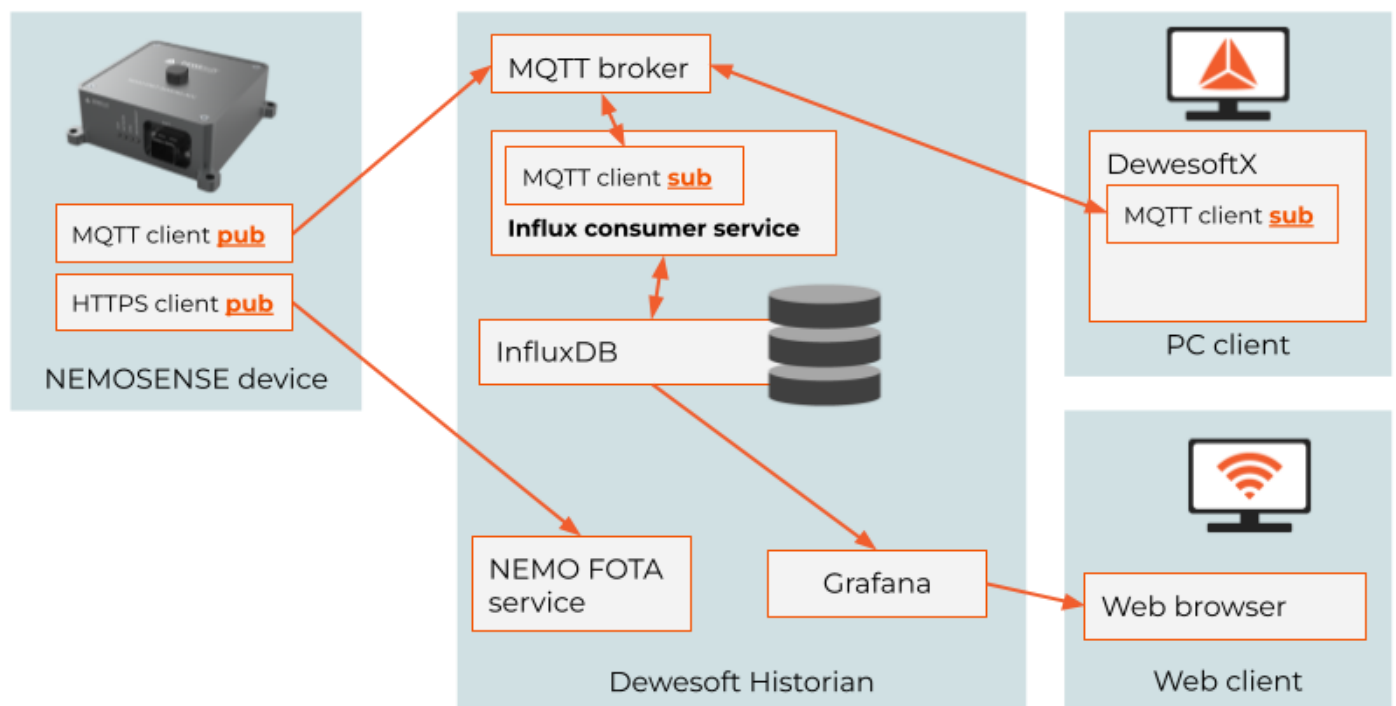 MQTT client pub
HTTPS client pub
NEMOSENSE device
MQTT broker
MQTT client sub
Influx consumer service
InfluxDB
NEMO FOTA
service
Grafana
Dewesoft Historian
DewesoftX
MQTT client sub
PC client
Web browser
Web client